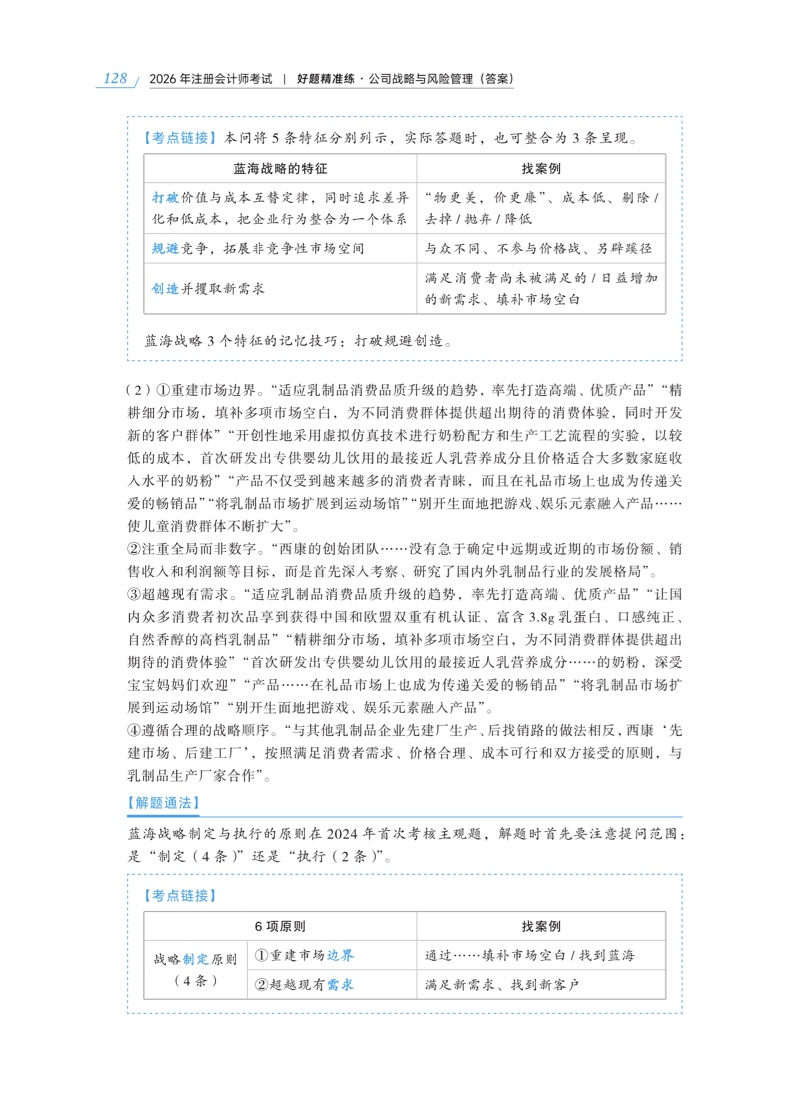 128 2026 年注册会计师考试 | 好题精准练 · 公司战略与风险管理（答案）
【考点链接】本问将 5 条特征分别列示，实际答题时，也可整合为 3 条呈现。
蓝海战略的特征 找案例
打破价值与成本互替定律，同时追求差异 “物更美，价更廉”、成本低、剔除 /
化和低成本，把企业行为整合为一个体系 去掉 / 抛弃 / 降低
规避竞争，拓展非竞争性市场空间 与众不同、不参与价格战、另辟蹊径
创造并攫取新需求 满足消费者尚未被满足的 / 日益增加
的新需求、填补市场空白
蓝海战略 3 个特征的记忆技巧：打破规避创造。
（2）①重建市场边界。“适应乳制品消费品质升级的趋势，率先打造高端、优质产品”“精
耕细分市场，填补多项市场空白，为不同消费群体提供超出期待的消费体验，同时开发
新的客户群体”“开创性地采用虚拟仿真技术进行奶粉配方和生产工艺流程的实验，以较
低的成本，首次研发出专供婴幼儿饮用的最接近人乳营养成分且价格适合大多数家庭收
入水平的奶粉”“产品不仅受到越来越多的消费者青睐，而且在礼品市场上也成为传递关
爱的畅销品”“将乳制品市场扩展到运动场馆”“别开生面地把游戏、娱乐元素融入产品……
使儿童消费群体不断扩大”。
②注重全局而非数字。“西康的创始团队……没有急于确定中远期或近期的市场份额、销
售收入和利润额等目标，而是首先深入考察、研究了国内外乳制品行业的发展格局”。
③超越现有需求。“适应乳制品消费品质升级的趋势，率先打造高端、优质产品”“让国
内众多消费者初次品享到获得中国和欧盟双重有机认证、富含 3.8g 乳蛋白、口感纯正、
自然香醇的高档乳制品”“精耕细分市场，填补多项市场空白，为不同消费群体提供超出
期待的消费体验”“首次研发出专供婴幼儿饮用的最接近人乳营养成分……的奶粉，深受
宝宝妈妈们欢迎”“产品……在礼品市场上也成为传递关爱的畅销品”“将乳制品市场扩
展到运动场馆”“别开生面地把游戏、娱乐元素融入产品”。
④遵循合理的战略顺序。“与其他乳制品企业先建厂生产、后找销路的做法相反，西康‘先
建市场、后建工厂’，按照满足消费者需求、价格合理、成本可行和双方接受的原则，与
乳制品生产厂家合作”。
【解题通法】
蓝海战略制定与执行的原则在 2024 年首次考核主观题，解题时首先要注意提问范围：
是“制定（4 条）”还是“执行（2 条）”。
【考点链接】
6 项原则 找案例
战略制定原则 ①重建市场边界 通过……填补市场空白 / 找到蓝海
（4 条） ②超越现有需求 满足新需求、找到新客户